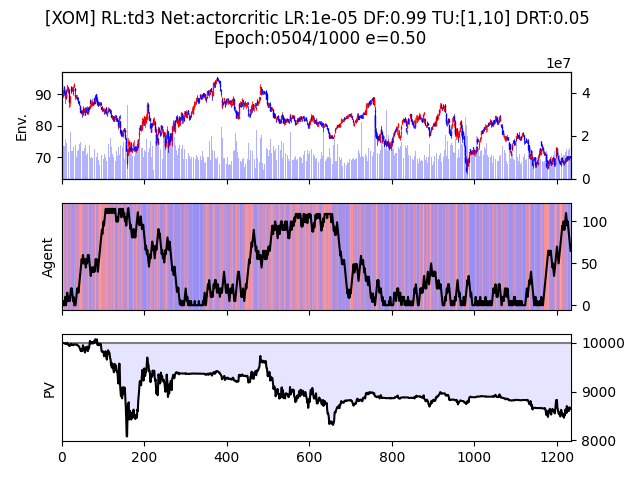 [XOM] RL:td3 Net:actorcritic LR:1e-05 DF:0.99 TU:[1,10] DRT:0.05
Epoch:0504/1000 e=0.50
1e7
Env.
90
80
70
4
2
0
Agent
100
50
0
PV
10000
9000
8000
0 200 400 600 800 1000 1200